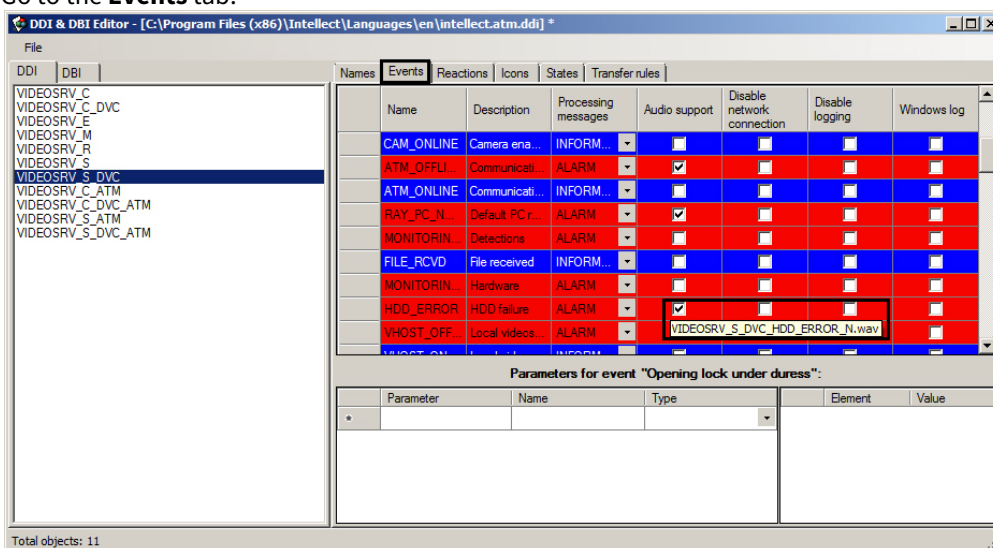 Go to the Events tab.
DDI & DBI Editor - [C:\Program Files (x86)\Intellect\Languages\en\intellect.atm.ddi] *
File
DDI DBI
Names Events Reactions Icons States Transfer rules
VIDEOSRV_C
VIDEOSRV_C_DVC
VIDEOSRV_E
VIDEOSRV_M
VIDEOSRV_R
VIDEOSRV_S
VIDEOSRV_S_DVC
VIDEOSRV_C_ATM
VIDEOSRV_C_DVC_ATM
VIDEOSRV_S_ATM
VIDEOSRV_S_DVC_ATM
Name Description Processing messages Audio support Disable network connection Disable logging Windows log
CAM_ONLINE Camera ena... INFORM...
ATM_OFFLI... Communicati... ALARM
ATM_ONLINE Communicati... INFORM...
RAY_PC_N... Default PC r... ALARM
MONITORIN... Detections ALARM
FILE_RCVD File received INFORM...
MONITORIN... Hardware ALARM
HDD_ERROR HDD failure ALARM
VHOST_OFF... Local videos... ALARM
VIDEOSRV_S_DVC_HDD_ERROR_N.wav
Parameters for event "Opening lock under duress":
Parameter Name Type Element Value
*
Total objects: 11